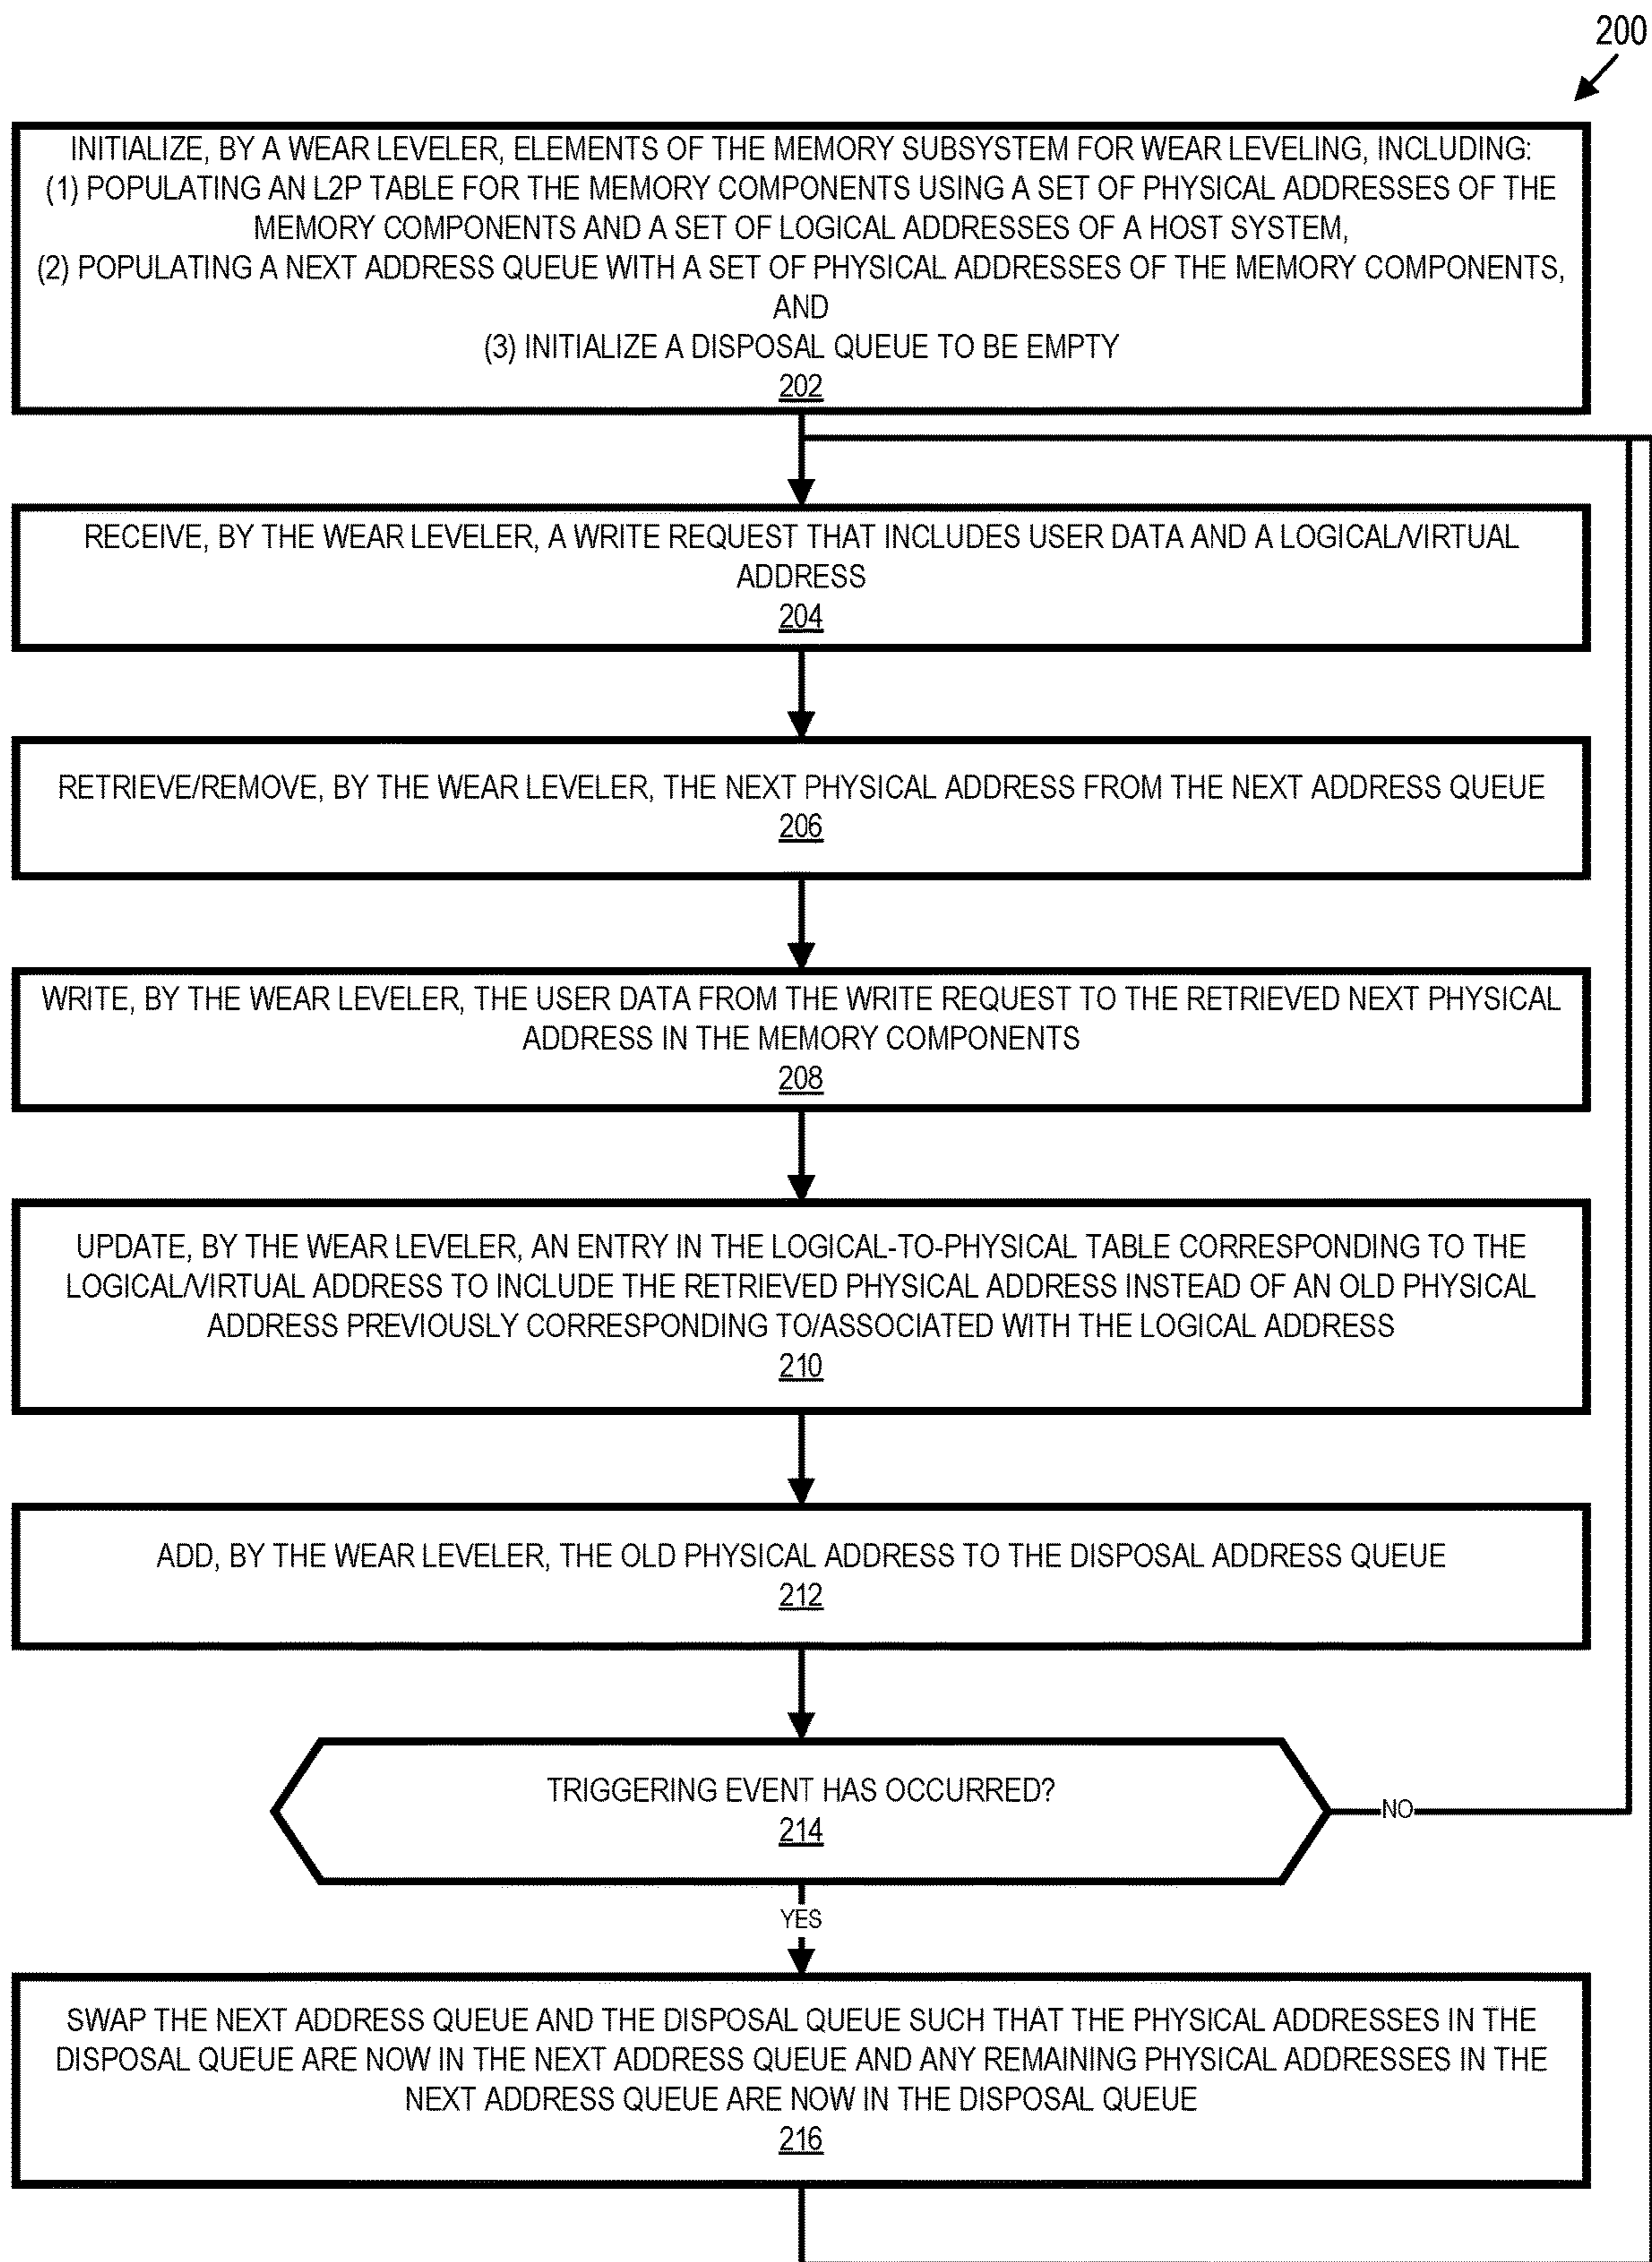 200
INITIALIZE, BY A WEAR LEVELER, ELEMENTS OF THE MEMORY SUBSYSTEM FOR WEAR LEVELING, INCLUDING:
(1) POPULATING AN L2P TABLE FOR THE MEMORY COMPONENTS USING A SET OF PHYSICAL ADDRESSES OF THE
MEMORY COMPONENTS AND A SET OF LOGICAL ADDRESSES OF A HOST SYSTEM,
(2) POPULATING A NEXT ADDRESS QUEUE WITH A SET OF PHYSICAL ADDRESSES OF THE MEMORY COMPONENTS,
AND
(3) INITIALIZE A DISPOSAL QUEUE TO BE EMPTY
202
RECEIVE, BY THE WEAR LEVELER, A WRITE REQUEST THAT INCLUDES USER DATA AND A LOGICAL/VIRTUAL
ADDRESS
204
RETRIEVE/REMOVE, BY THE WEAR LEVELER, THE NEXT PHYSICAL ADDRESS FROM THE NEXT ADDRESS QUEUE
206
WRITE, BY THE WEAR LEVELER, THE USER DATA FROM THE WRITE REQUEST TO THE RETRIEVED NEXT PHYSICAL
ADDRESS IN THE MEMORY COMPONENTS
208
UPDATE, BY THE WEAR LEVELER, AN ENTRY IN THE LOGICAL-TO-PHYSICAL TABLE CORRESPONDING TO THE
LOGICAL/VIRTUAL ADDRESS TO INCLUDE THE RETRIEVED PHYSICAL ADDRESS INSTEAD OF AN OLD PHYSICAL
ADDRESS PREVIOUSLY CORRESPONDING TO/ASSOCIATED WITH THE LOGICAL ADDRESS
210
ADD, BY THE WEAR LEVELER, THE OLD PHYSICAL ADDRESS TO THE DISPOSAL ADDRESS QUEUE
212
TRIGGERING EVENT HAS OCCURRED?
214
NO
YES
SWAP THE NEXT ADDRESS QUEUE AND THE DISPOSAL QUEUE SUCH THAT THE PHYSICAL ADDRESSES IN THE
DISPOSAL QUEUE ARE NOW IN THE NEXT ADDRESS QUEUE AND ANY REMAINING PHYSICAL ADDRESSES IN THE
NEXT ADDRESS QUEUE ARE NOW IN THE DISPOSAL QUEUE
216